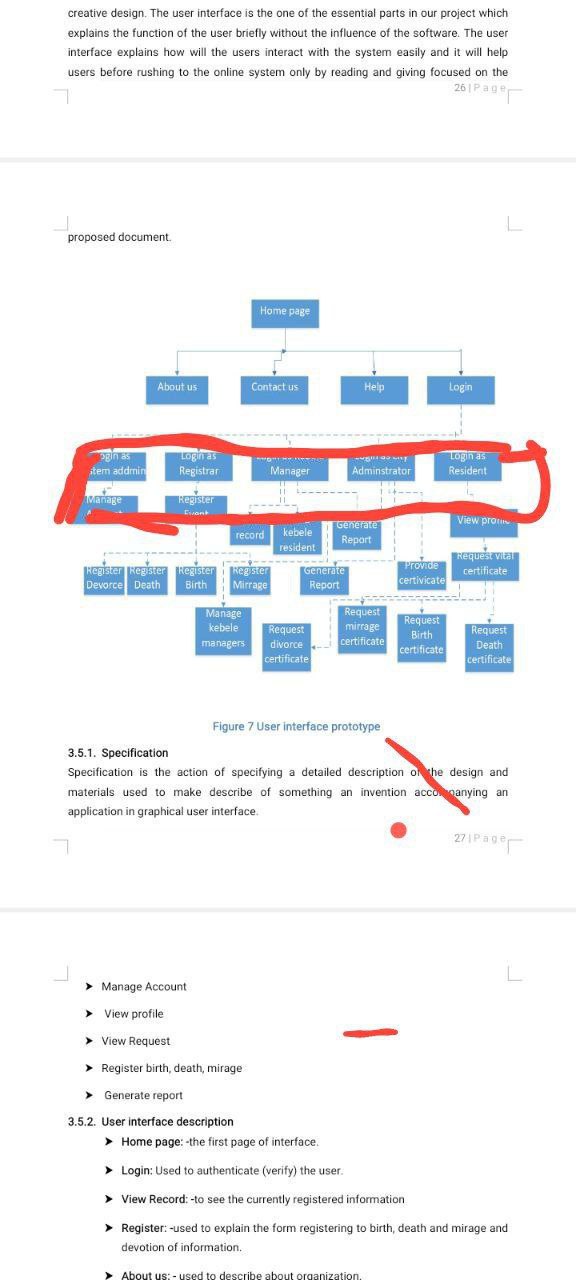 creative design. The user interface is the one of the essential parts in our project which
explains the function of the user briefly without the influence of the software. The user
interface explains how will the users interact with the system easily and it will help
users before rushing to the online system only by reading and giving focused on the
26 | P a g e
proposed document.
Home page
About us
Contact us
Help
Login
as
addmin
Login as
Registrar
Manager
Adminstrator
Login as
Resident
Manage
Register
Event
record
kebele
resident
Generate
Report
View profile
Register
Devorce
Register
Death
Register
Birth
Register
Mirrage
Generate
Report
Provide
certivicate
Request vital
certificate
Manage
kebele
managers
Request
divorce
certificate
Request
mirrage
certificate
Request
Birth
certificate
Request
Death
certificate
Figure 7 User interface prototype
3.5.1. Specification
Specification is the action of specifying a detailed description of the design and
materials used to make describe of something an invention accompanying an
application in graphical user interface.
27 | P a g e
➤ Manage Account
➤ View profile
➤ View Request
➤ Register birth, death, mirage
➤ Generate report
3.5.2. User interface description
➤ Home page: -the first page of interface.
➤ Login: Used to authenticate (verify) the user.
➤ View Record: -to see the currently registered information
➤ Register: -used to explain the form registering to birth, death and mirage and
devotion of information.
➤ About us: - used to describe about organization.